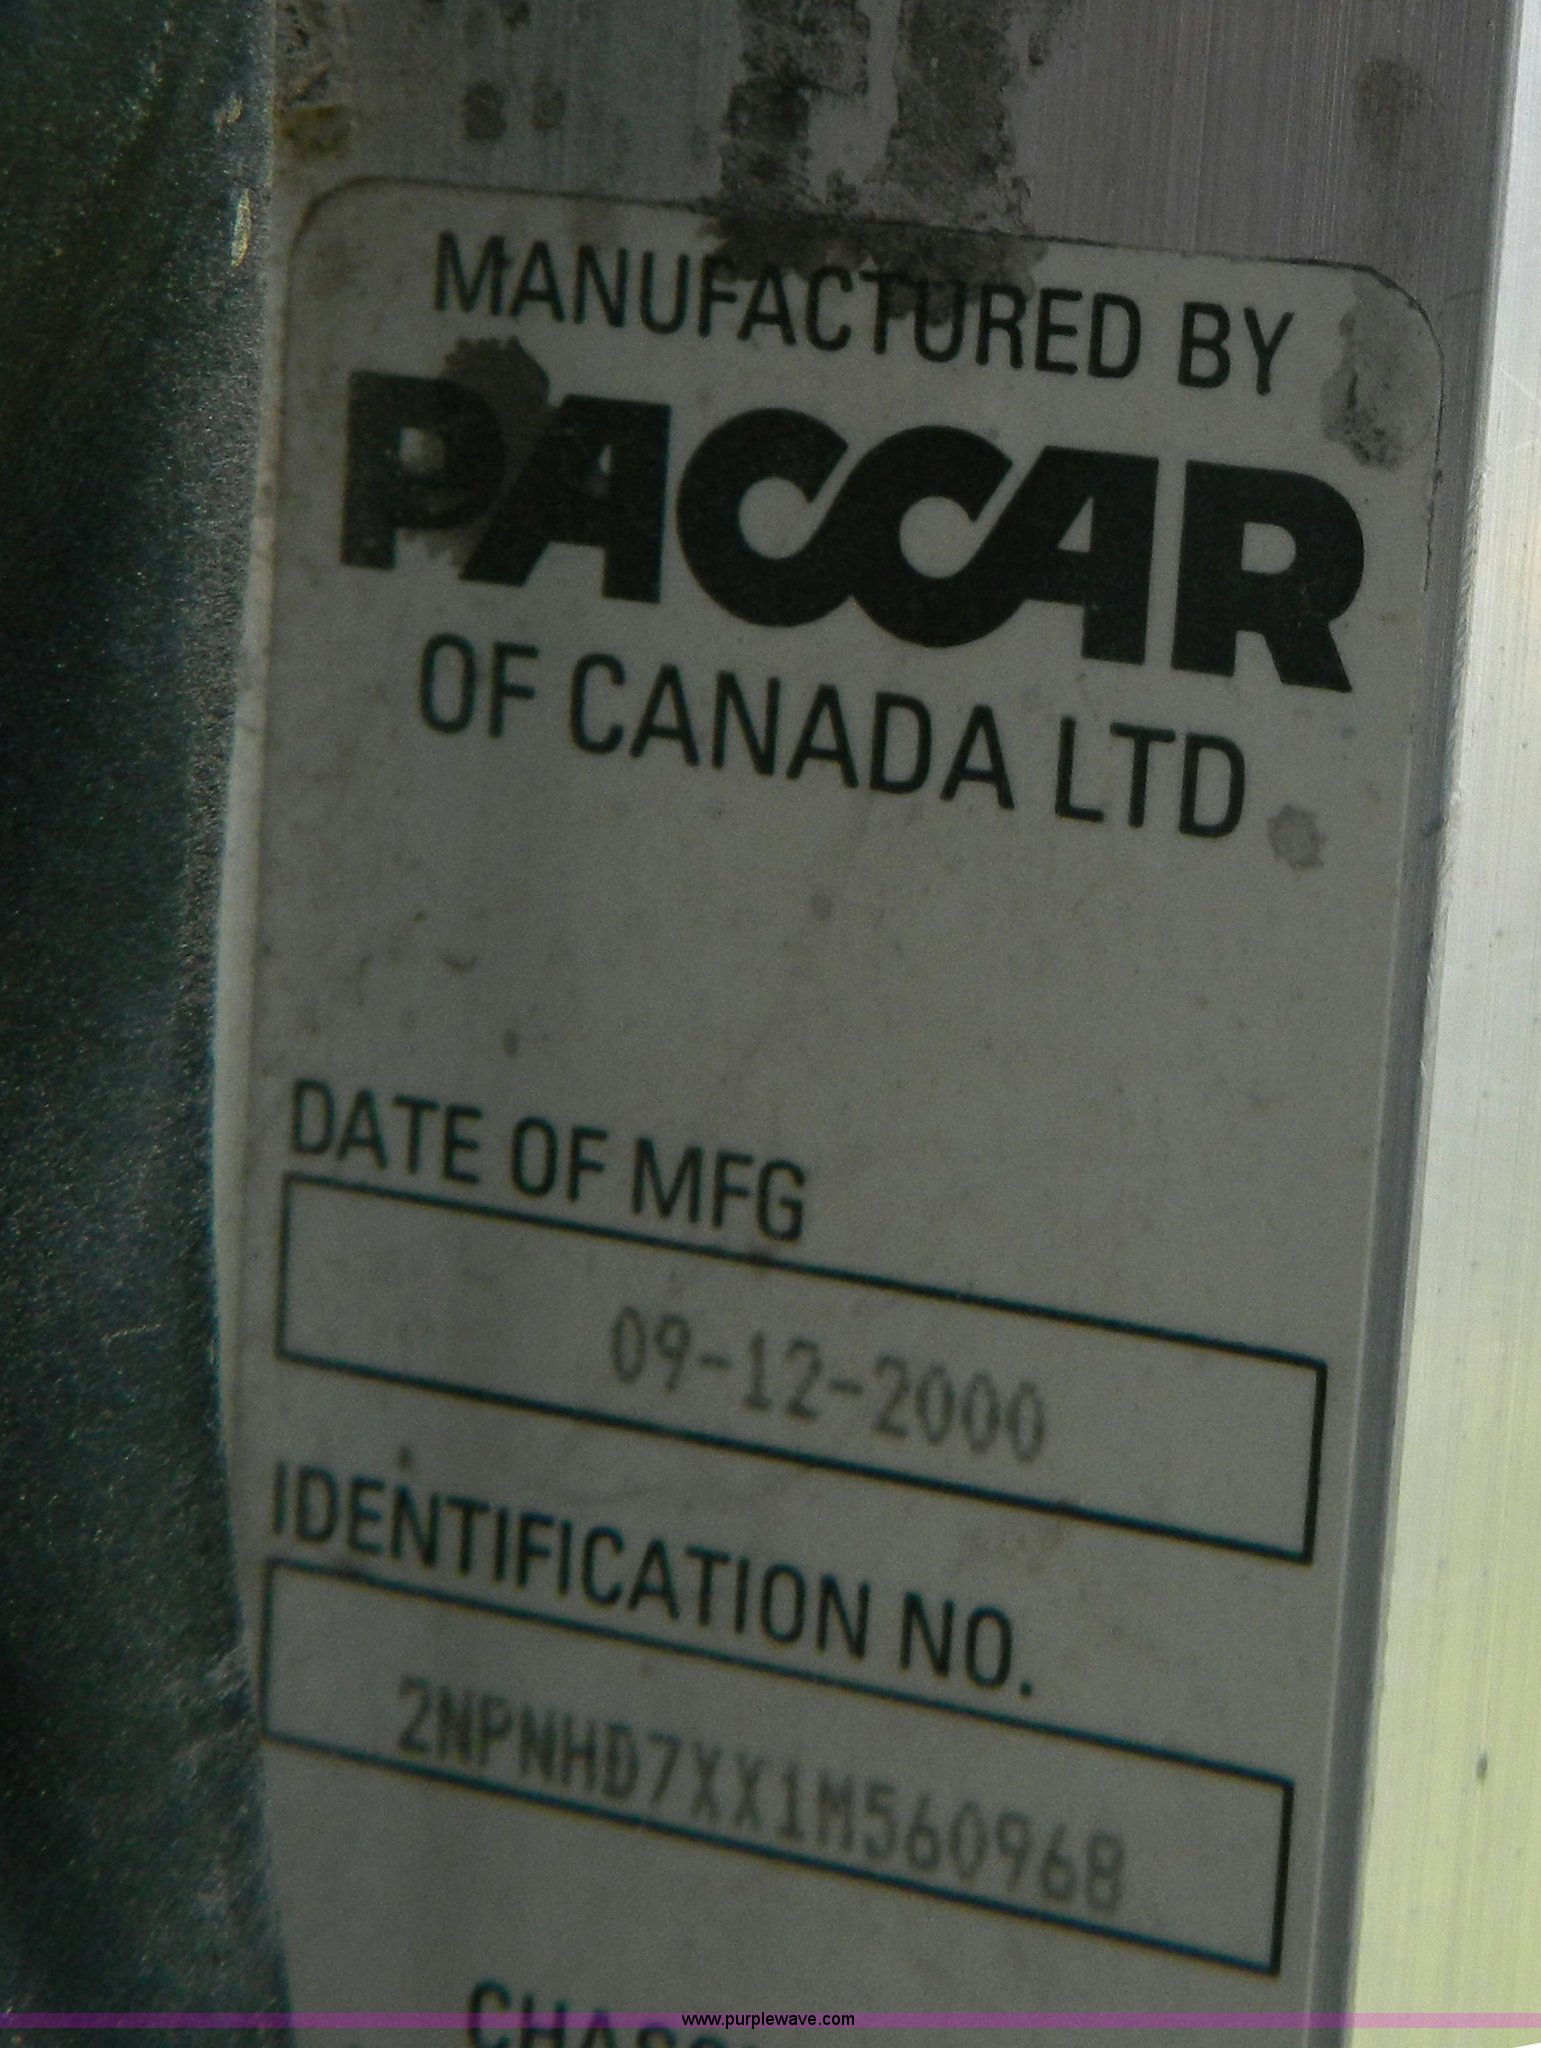 MANUFACTURED BY
PACCAR
OF CANADA LTD
DATE OF MFG
09-12-2000
IDENTIFICATION NO.
2NPNHD7XX1M560968
www.purplewave.com